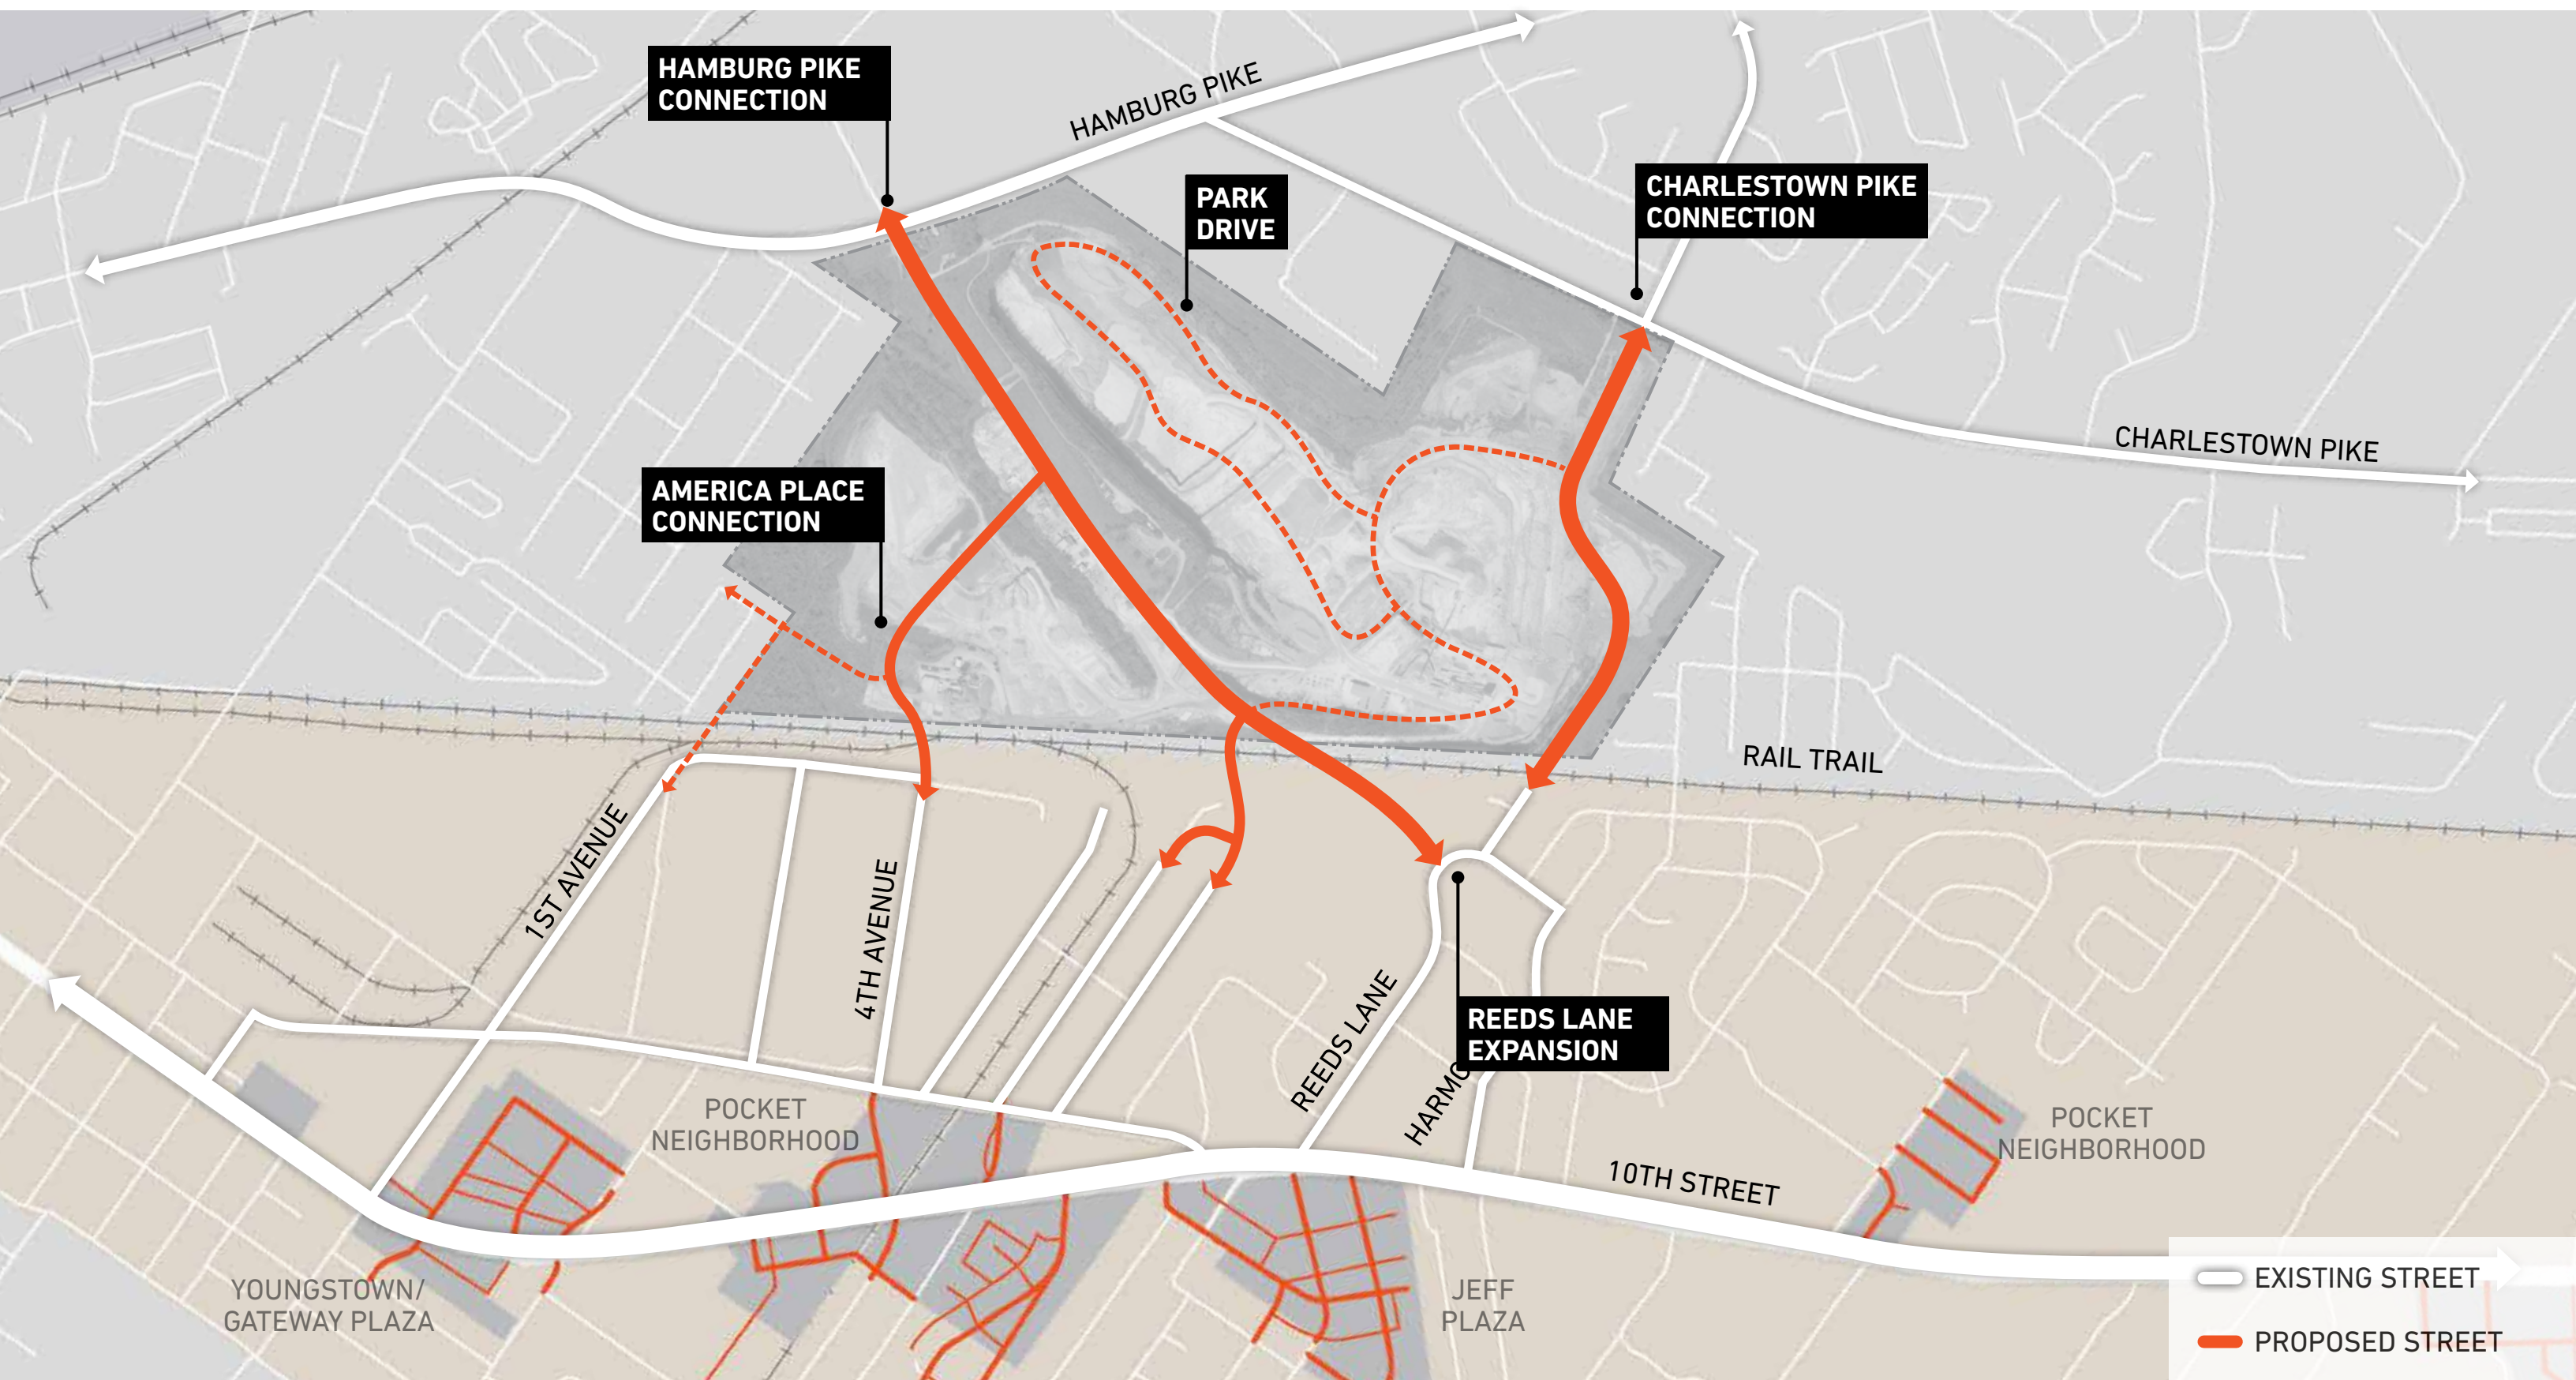 HAMBURG PIKE
CONNECTION
HAMBURG PIKE
PARK
DRIVE
CHARLESTOWN PIKE
CONNECTION
CHARLESTOWN PIKE
AMERICA PLACE
CONNECTION
RAIL TRAIL
1ST AVENUE
4TH AVENUE
REEDS LANE
REEDS LANE
EXPANSION
HARMO
POCKET
NEIGHBORHOOD
POCKET
NEIGHBORHOOD
10TH STREET
YOUNGSTOWN/
GATEWAY PLAZA
JEFF
PLAZA
EXISTING STREET
PROPOSED STREET